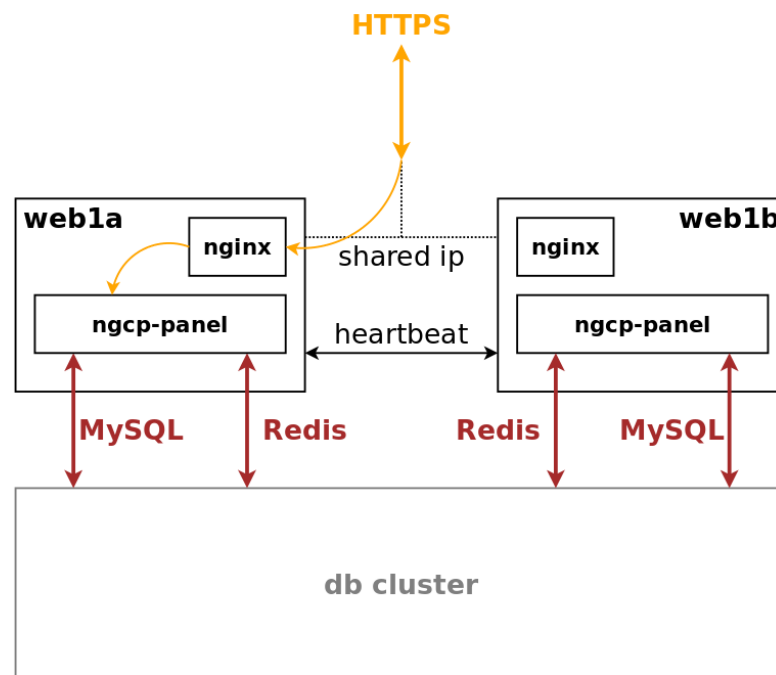 HTTPS
web1a
web1b
nginx
nginx
shared ip
ngcp-panel
heartbeat
ngcp-panel
MySQL
Redis
Redis
MySQL
db cluster